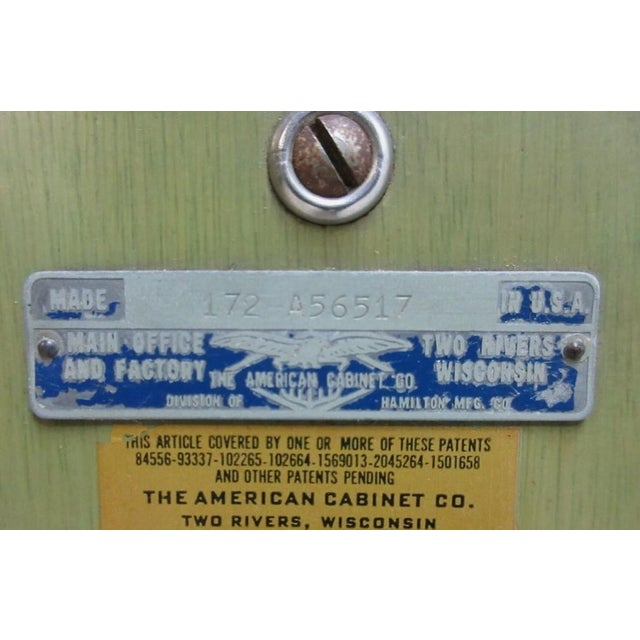 MADE 172 A56517 IN U.S.A
MAIN OFFICE TWO RIVERS
AND FACTORY THE AMERICAN CABINET CO. WISCONSIN
DIVISION OF HAMILTON MFG. CO
THIS ARTICLE COVERED BY ONE OR MORE OF THESE PATENTS
84556-93337-102265-102664-1569013-2045264-1501658
AND OTHER PATENTS PENDING
THE AMERICAN CABINET CO.
TWO RIVERS, WISCONSIN